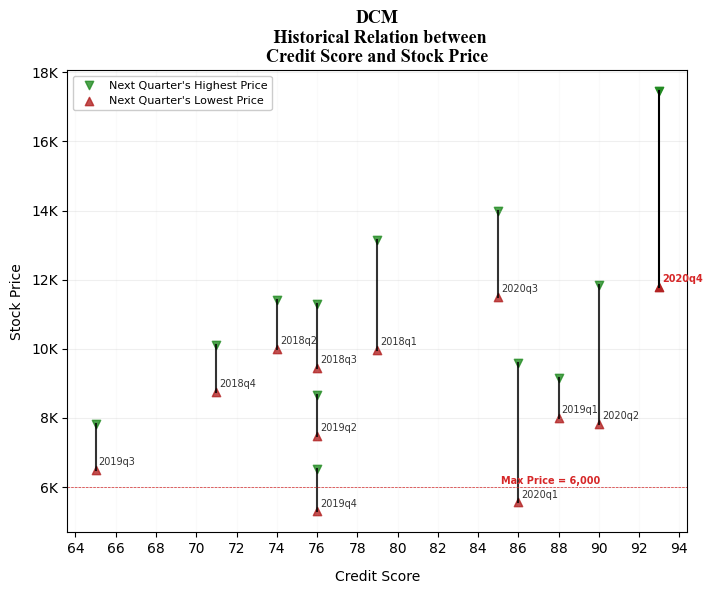 DCM
Historical Relation between
Credit Score and Stock Price
Next Quarter's Highest Price
Next Quarter's Lowest Price
18K
16K
14K
12K
10K
8K
6K
Stock Price
2020q4
2020q3
2018q2
2018q1
2018q3
2018q4
2019q1
2020q2
2019q2
2019q3
Max Price = 6,000
2020q1
2019q4
64 66 68 70 72 74 76 78 80 82 84 86 88 90 92 94
Credit Score